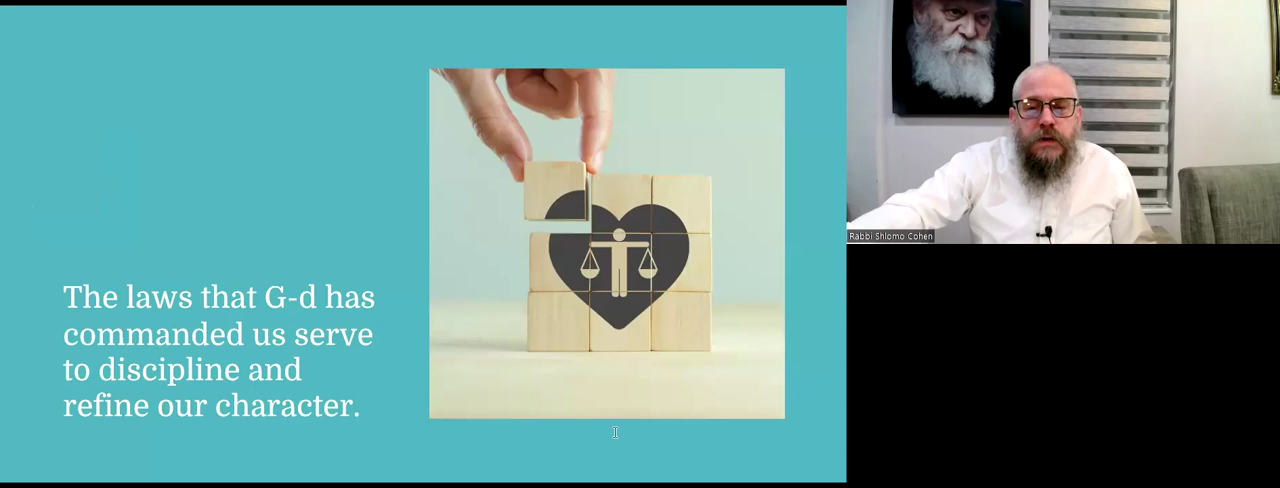 The laws that G-d has
commanded us serve
to discipline and
refine our character.
Rabbi Shlomo Cohen